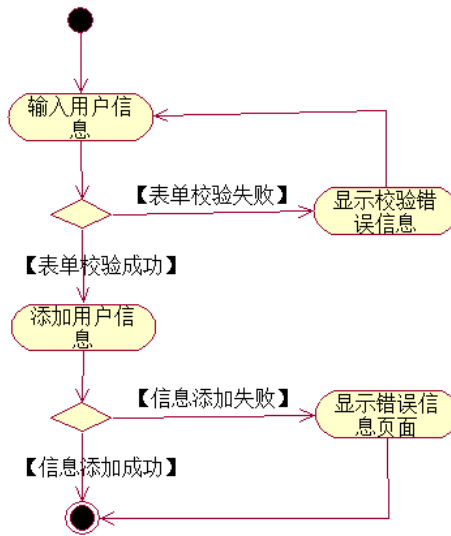 输入用户信
息
【表单校验失败】
显示校验错
误信息
【表单校验成功】
添加用户信
息
【信息添加失败】
显示错误信
息页面
【信息添加成功】